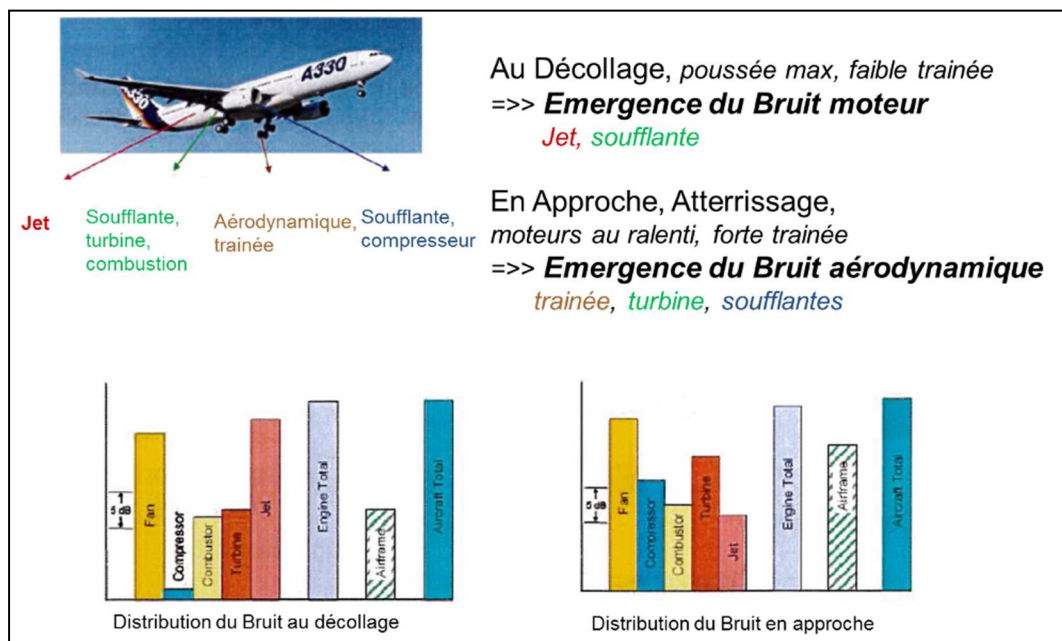 A330
A330
Au Décollage, poussée max, faible trainée
=>> Emergence du Bruit moteur
Jet, soufflante
Jet
Soufflante,
turbine,
combustion
Aérodynamique,
trainée
Soufflante,
compresseur
En Approche, Atterrissage,
moteurs au ralenti, forte trainée
=>> Emergence du Bruit aérodynamique
trainée, turbine, soufflantes
5 dB
Fan
Compressor
Combustor
Turbine
Jet
Engine Total
Airframe
Aircraft Total
Distribution du Bruit au décollage
5 dB
Fan
Compressor
Combustor
Turbine
Jet
Engine Total
Airframe
Aircraft Total
Distribution du Bruit en approche